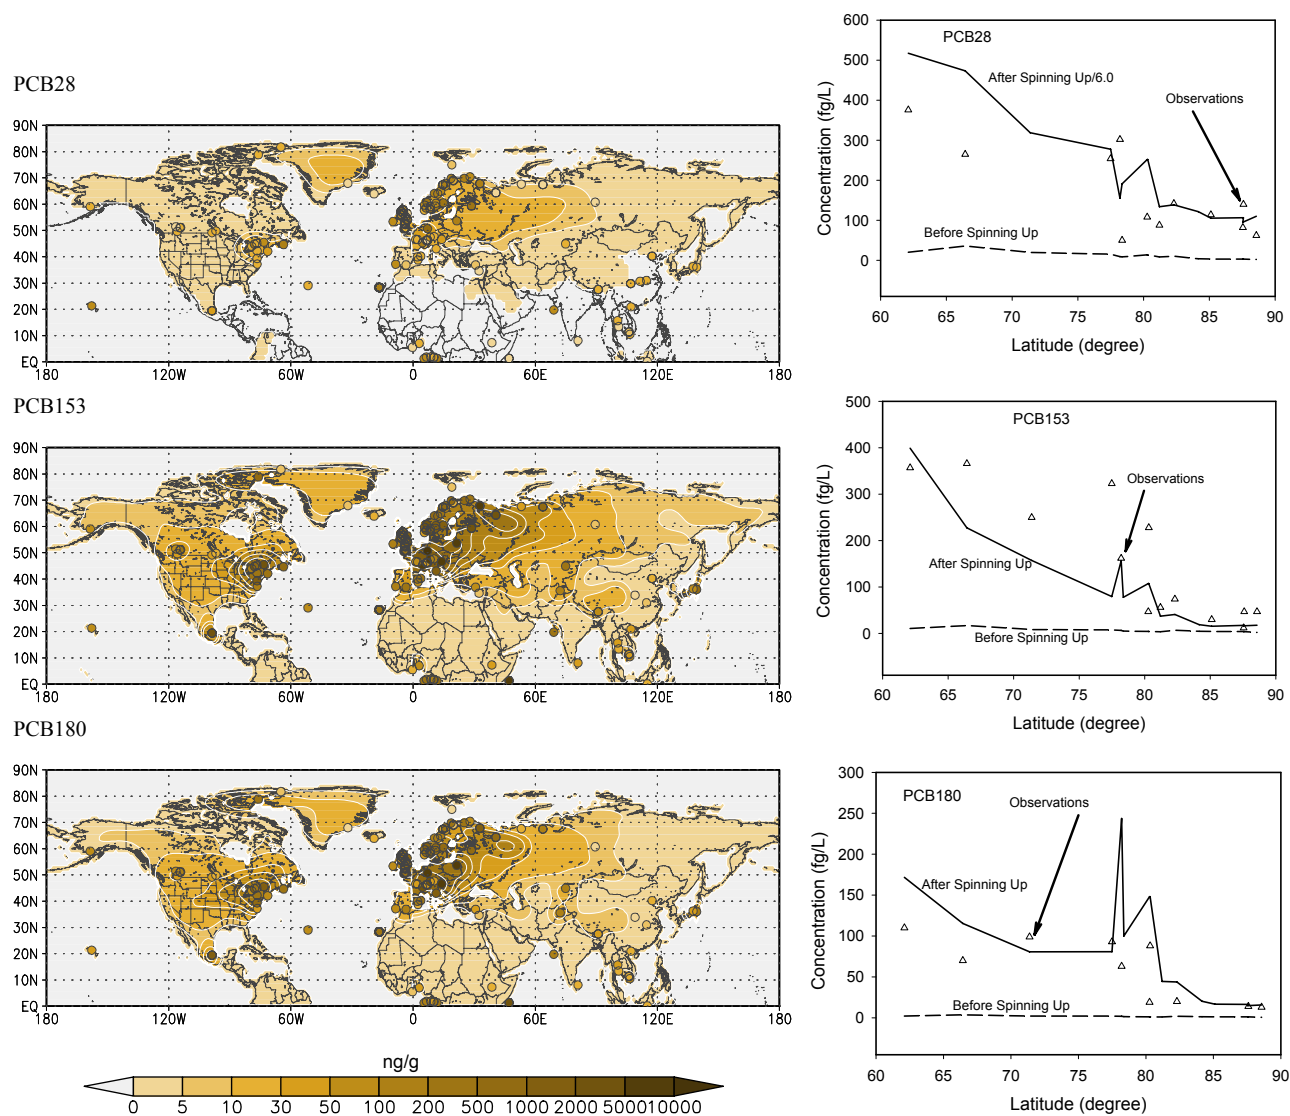 PCB28
90N
80N
70N
60N
50N
40N
30N
20N
10N
EQ
180 120W 60W 0 60E 120E 180
PCB153
90N
80N
70N
60N
50N
40N
30N
20N
10N
EQ
180 120W 60W 0 60E 120E 180
PCB180
90N
80N
70N
60N
50N
40N
30N
20N
10N
EQ
180 120W 60W 0 60E 120E 180
ng/g
0 5 10 30 50 100 200 500 1000 2000 5000 10000
PCB28
After Spinning Up/6.0
Observations
Before Spinning Up
Concentration (fg/L)
600
500
400
300
200
100
0
60 65 70 75 80 85 90
Latitude (degree)
PCB153
Observations
After Spinning Up
Before Spinning Up
Concentration (fg/L)
500
400
300
200
100
0
60 65 70 75 80 85 90
Latitude (degree)
PCB180
Observations
After Spinning Up
Before Spinning Up
Concentration (fg/L)
300
250
200
150
100
50
0
60 65 70 75 80 85 90
Latitude (degree)